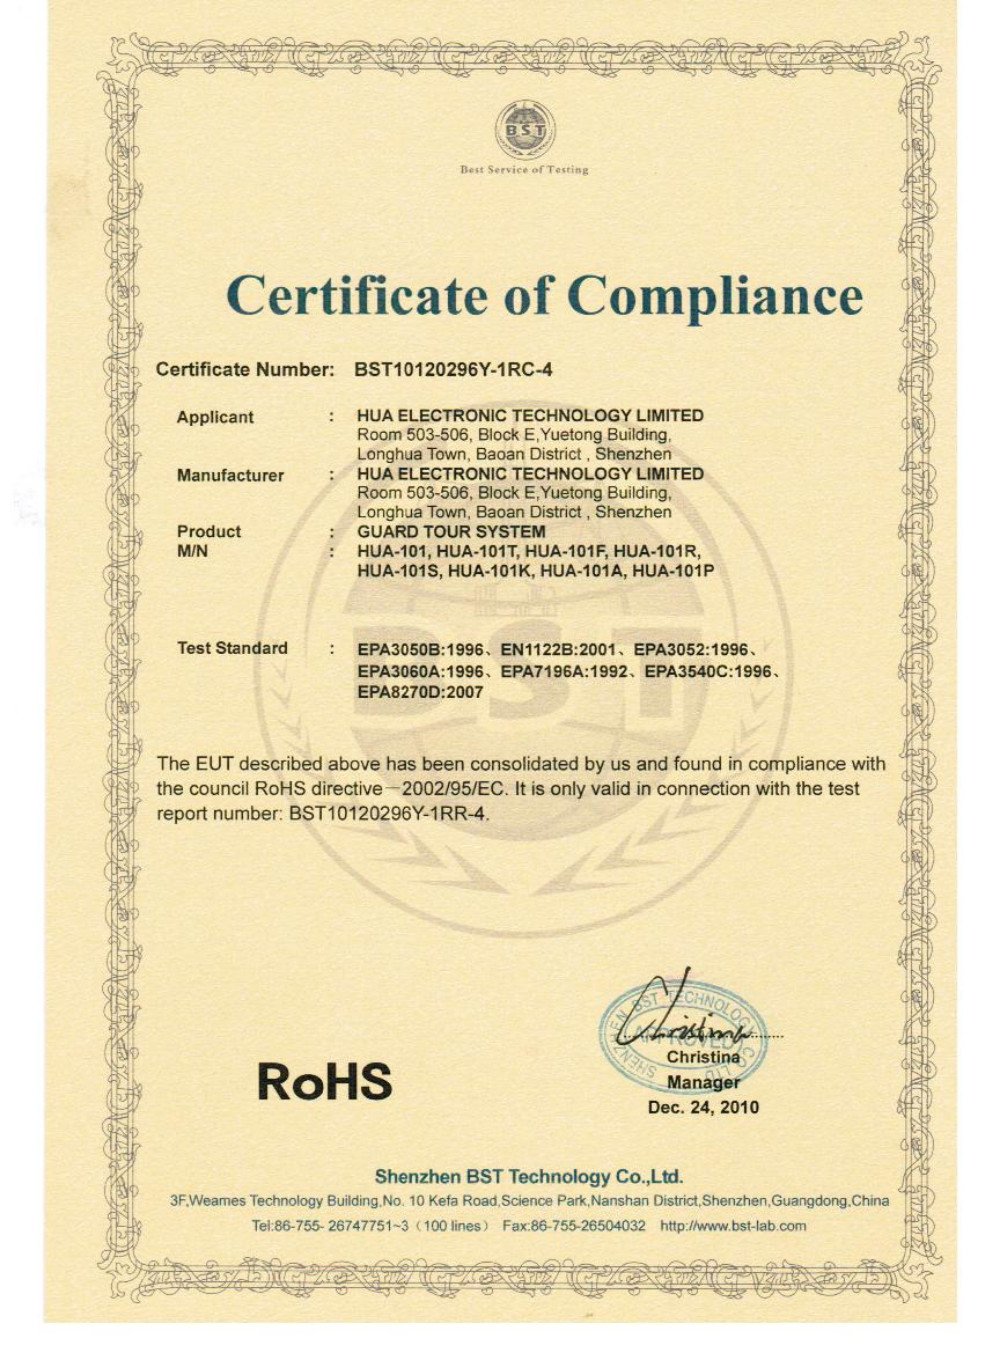 BST
Best Service of Testing
Certificate of Compliance
Certificate Number: BST10120296Y-1RC-4
Applicant : HUA ELECTRONIC TECHNOLOGY LIMITED
Room 503-506, Block E,Yuetong Building,
Longhua Town, Baoan District , Shenzhen
Manufacturer : HUA ELECTRONIC TECHNOLOGY LIMITED
Room 503-506, Block E,Yuetong Building,
Longhua Town, Baoan District , Shenzhen
Product : GUARD TOUR SYSTEM
M/N : HUA-101, HUA-101T, HUA-101F, HUA-101R,
HUA-101S, HUA-101K, HUA-101A, HUA-101P
BST
Test Standard : EPA3050B:1996、EN1122B:2001、EPA3052:1996、
EPA3060A:1996、EPA7196A:1992、EPA3540C:1996、
EPA8270D:2007
The EUT described above has been consolidated by us and found in compliance with
the council RoHS directive－2002/95/EC. It is only valid in connection with the test
report number: BST10120296Y-1RR-4.
SHENZHEN BST TECHNOLOGY CO.,LTD
APPROVED
Christina
Christina
Manager
Dec. 24, 2010
RoHS
Shenzhen BST Technology Co.,Ltd.
3F,Weames Technology Building,No. 10 Kefa Road,Science Park,Nanshan District,Shenzhen,Guangdong,China
Tel:86-755- 26747751~3（100 lines） Fax:86-755-26504032 http://www.bst-lab.com